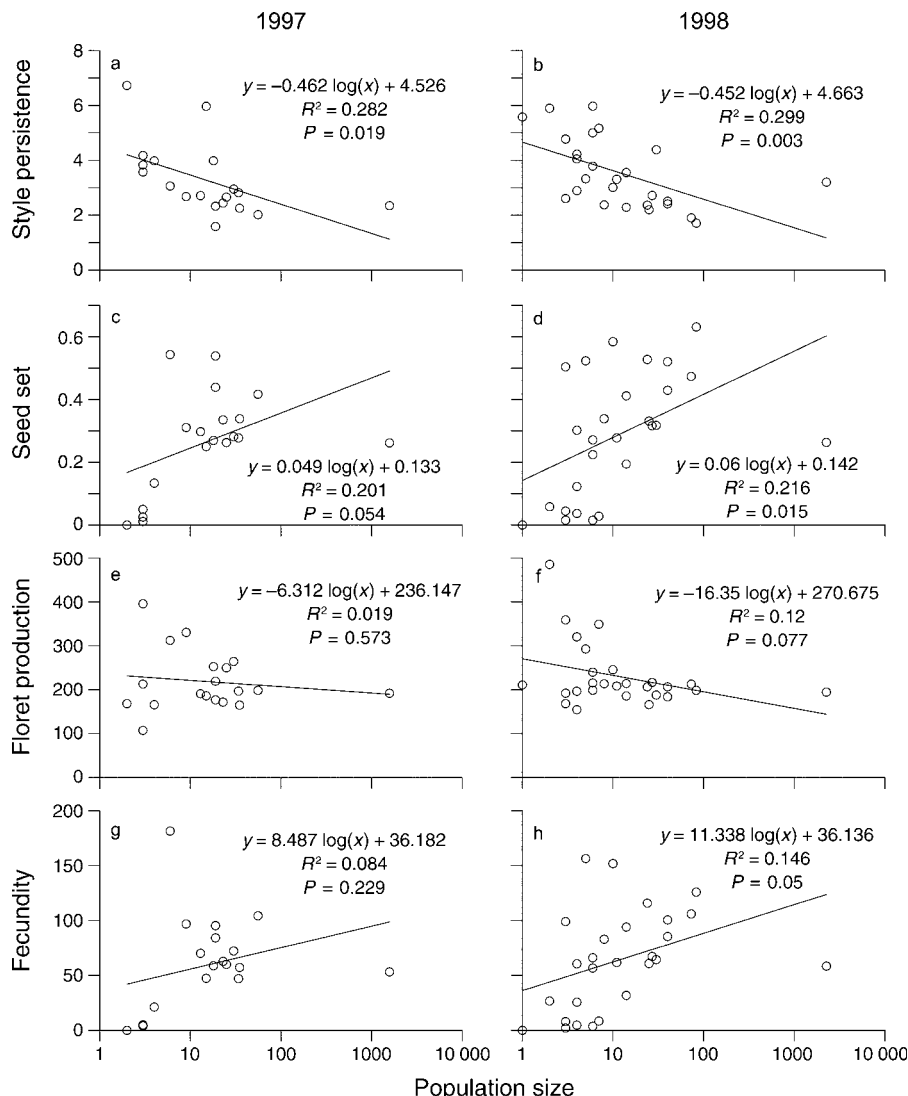 1997
1998
Style persistence
8
6
4
2
0
a
y = −0.462 log(x) + 4.526
R² = 0.282
P = 0.019
b
y = −0.452 log(x) + 4.663
R² = 0.299
P = 0.003
Seed set
0.6
0.4
0.2
0
c
y = 0.049 log(x) + 0.133
R² = 0.201
P = 0.054
d
y = 0.06 log(x) + 0.142
R² = 0.216
P = 0.015
Floret production
500
400
300
200
100
0
e
y = −6.312 log(x) + 236.147
R² = 0.019
P = 0.573
f
y = −16.35 log(x) + 270.675
R² = 0.12
P = 0.077
Fecundity
200
150
100
50
0
g
y = 8.487 log(x) + 36.182
R² = 0.084
P = 0.229
h
y = 11.338 log(x) + 36.136
R² = 0.146
P = 0.05
1 10 100 1000 10 000
1 10 100 1000 10 000
Population size